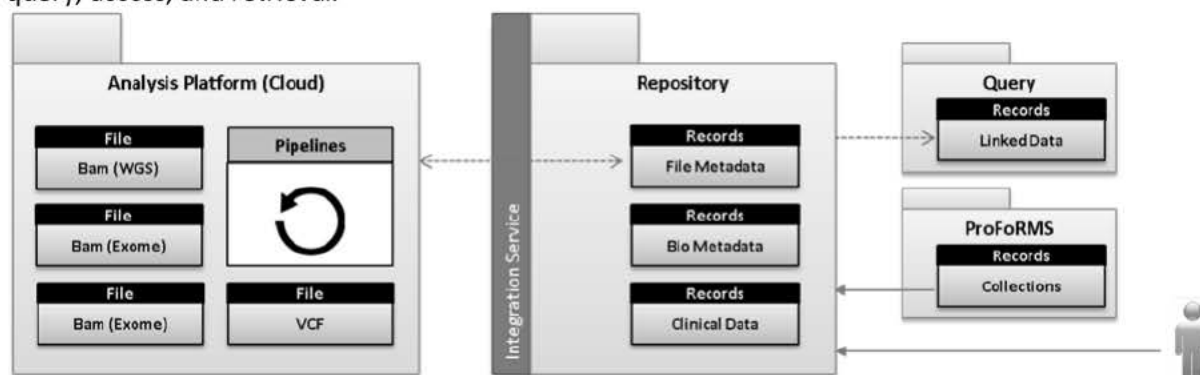 query, access, and retrieval.
Analysis Platform (Cloud)
File
Bam (WGS)
Pipelines
File
Bam (Exome)
File
Bam (Exome)
File
VCF
Integration Service
Repository
Records
File Metadata
Records
Bio Metadata
Records
Clinical Data
Query
Records
Linked Data
ProFoRMS
Records
Collections